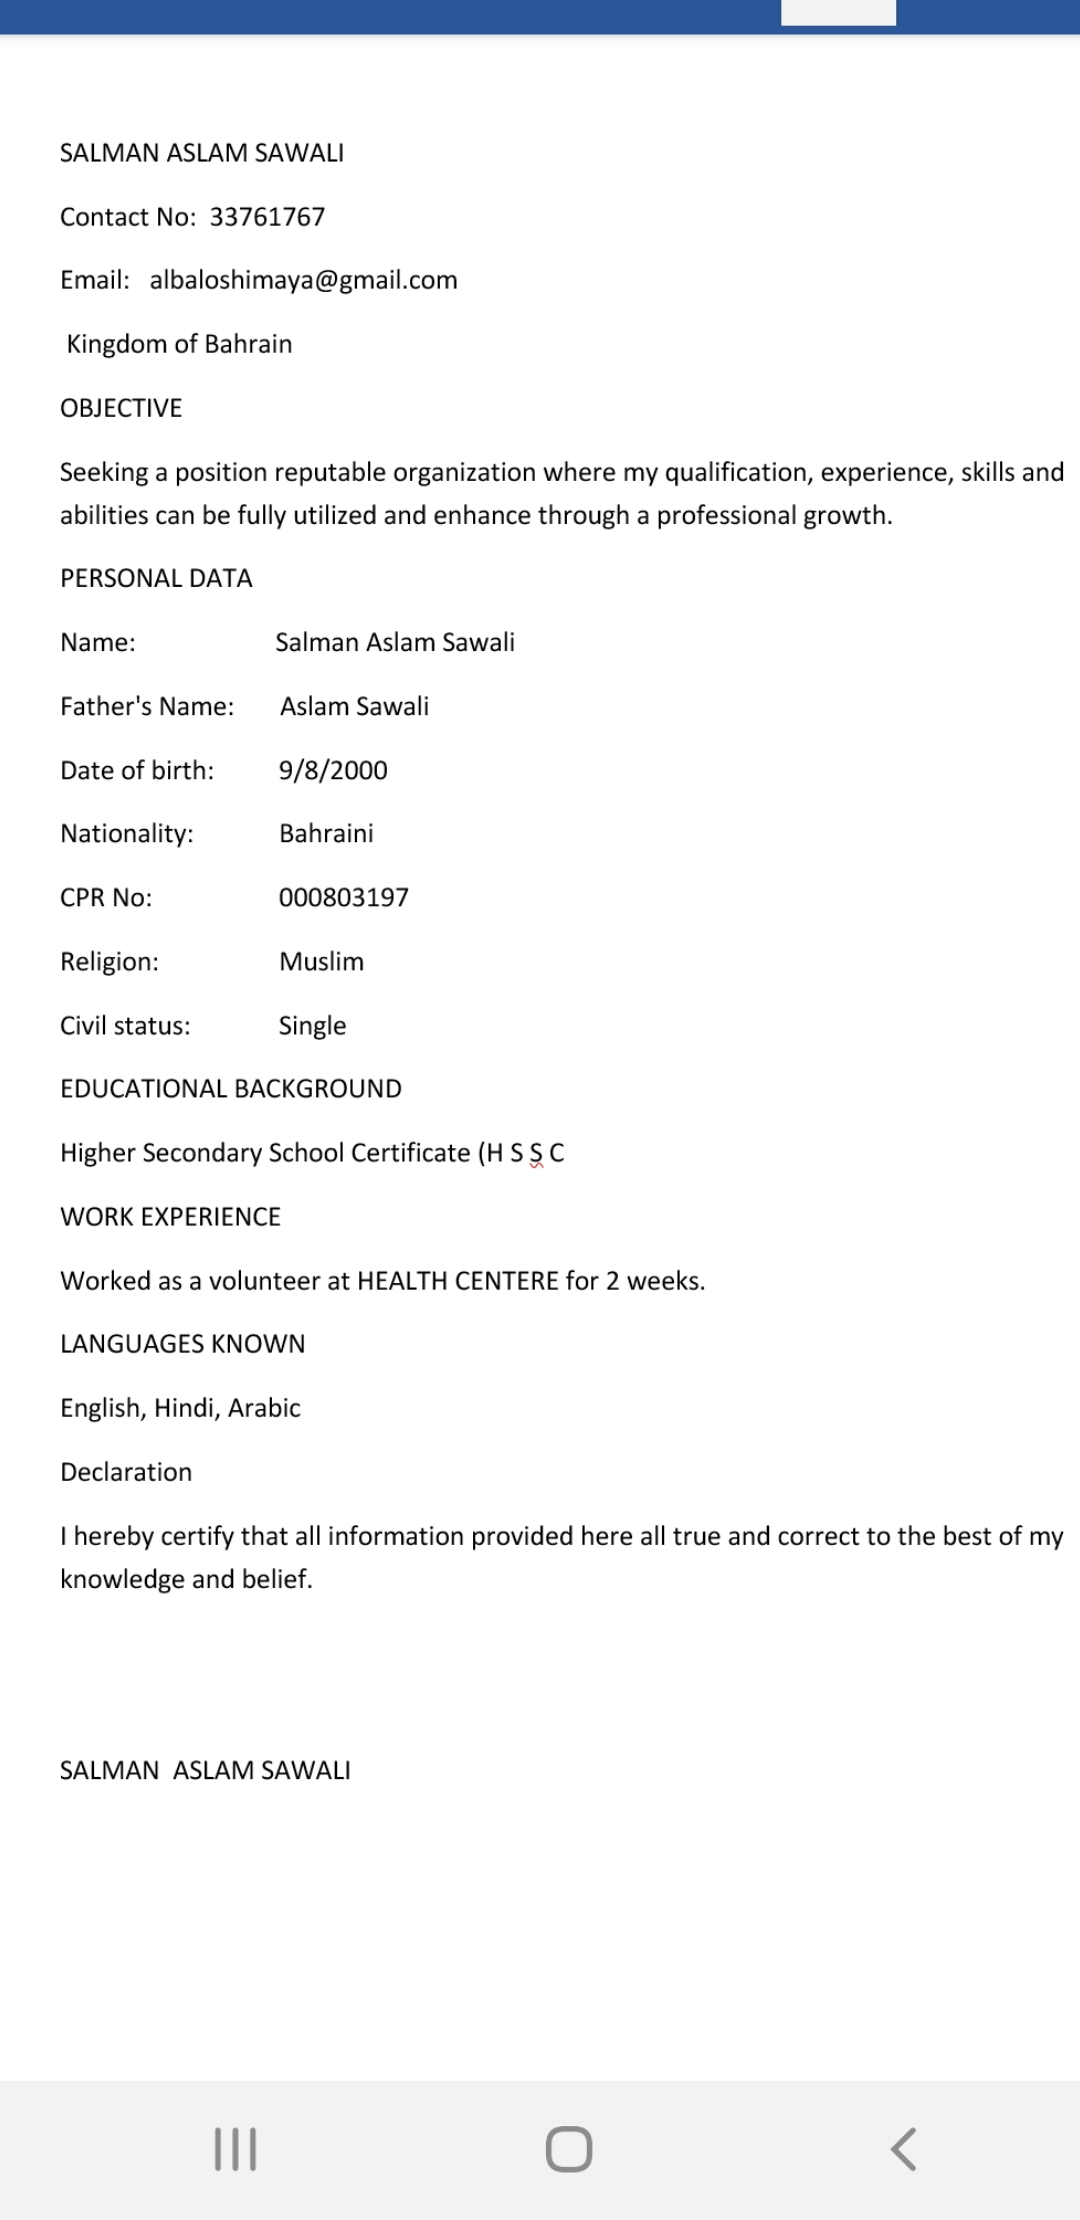 SALMAN ASLAM SAWALI
Contact No: 33761767
Email: albaloshimaya@gmail.com
Kingdom of Bahrain
OBJECTIVE
Seeking a position reputable organization where my qualification, experience, skills and
abilities can be fully utilized and enhance through a professional growth.
PERSONAL DATA
Name: Salman Aslam Sawali
Father's Name: Aslam Sawali
Date of birth: 9/8/2000
Nationality: Bahraini
CPR No: 000803197
Religion: Muslim
Civil status: Single
EDUCATIONAL BACKGROUND
Higher Secondary School Certificate (H S S C
WORK EXPERIENCE
Worked as a volunteer at HEALTH CENTERE for 2 weeks.
LANGUAGES KNOWN
English, Hindi, Arabic
Declaration
I hereby certify that all information provided here all true and correct to the best of my
knowledge and belief.
SALMAN  ASLAM SAWALI